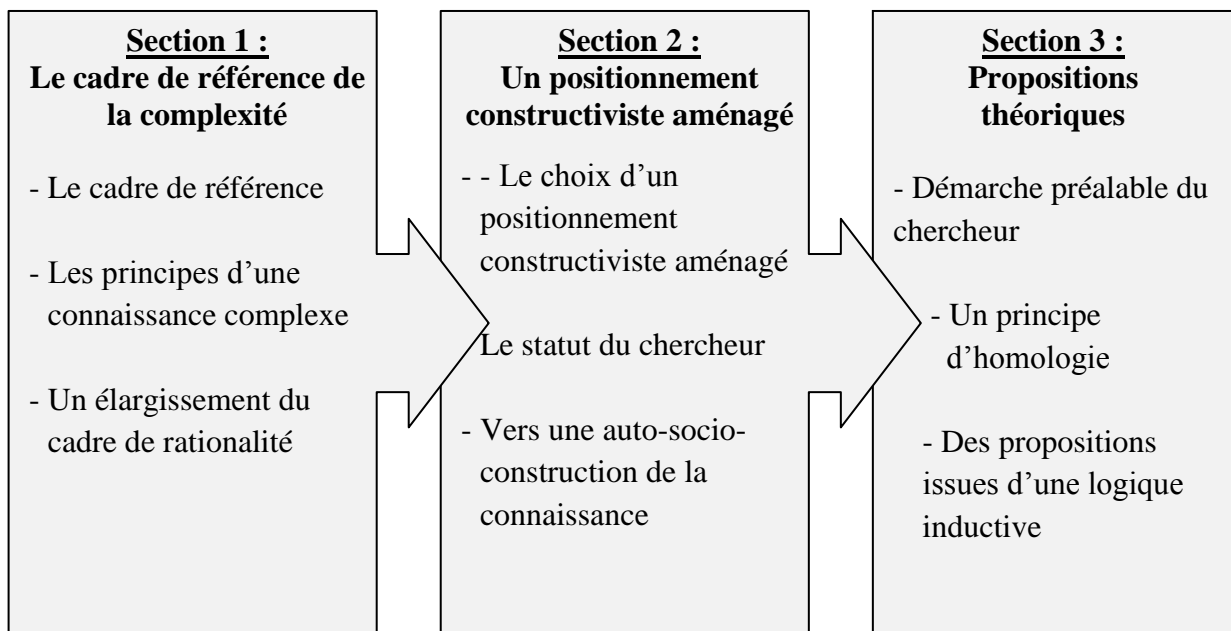 Section 1 :
Le cadre de référence de
la complexité
- Le cadre de référence
- Les principes d’une
connaissance complexe
- Un élargissement du
cadre de rationalité
Section 2 :
Un positionnement
constructiviste aménagé
- - Le choix d’un
positionnement
constructiviste aménagé
Le statut du chercheur
- Vers une auto-socio-
construction de la
connaissance
Section 3 :
Propositions
théoriques
- Démarche préalable du
chercheur
- Un principe
d’homologie
- Des propositions
issues d’une logique
inductive